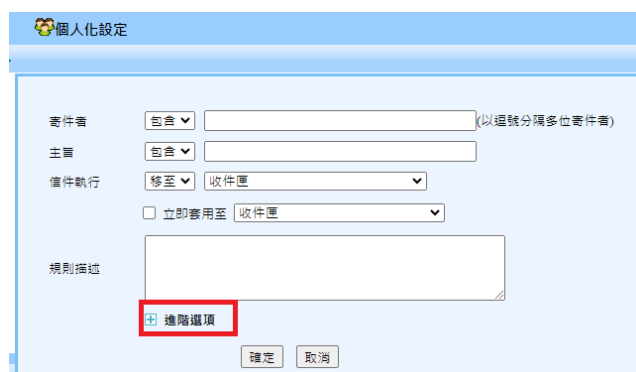 個人化設定
寄件者 包含 (以逗號分隔多位寄件者)
主旨 包含
信件執行 移至 收件匣
立即套用至 收件匣
規則描述
進階選項
確定 取消